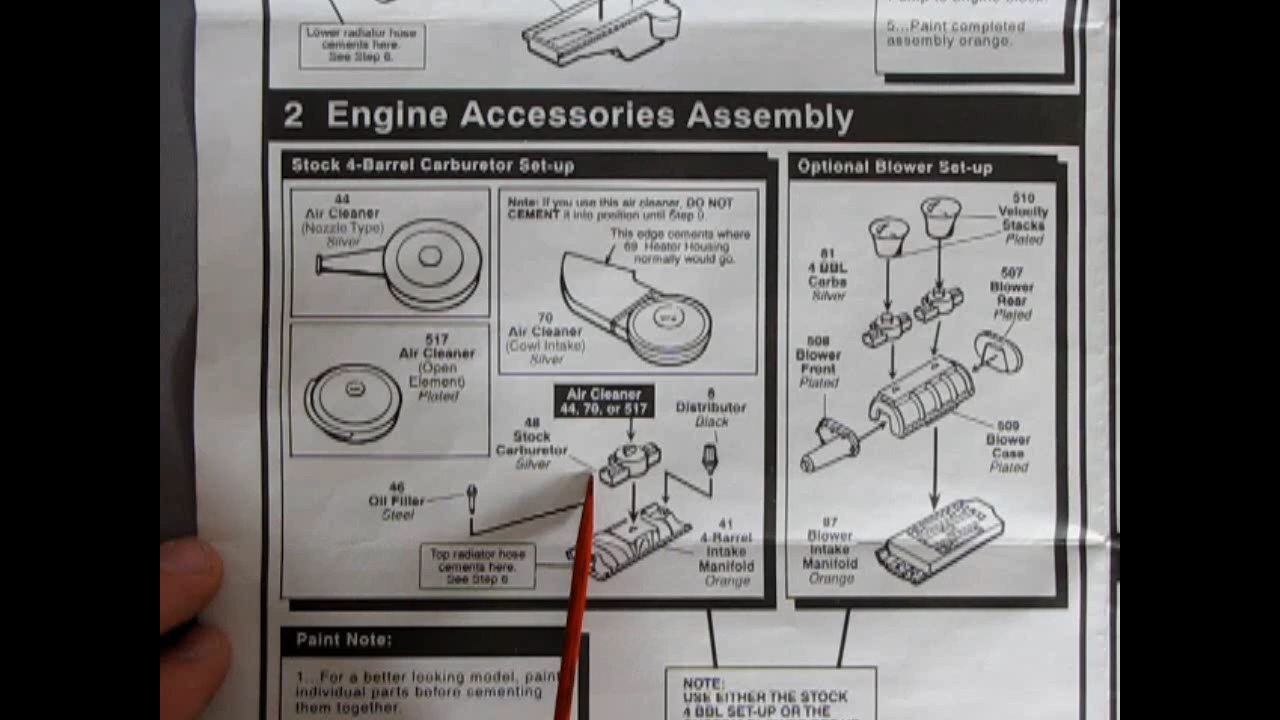 Lower radiator hose
cements here.
See Step 6.
5...Paint completed
assembly orange.
2 Engine Accessories Assembly
Stock 4-Barrel Carburetor Set-up
44
Air Cleaner
(Nozzle Type)
Silver
Note: If you use this air cleaner, DO NOT
CEMENT it into position until Step 9.
This edge cements where
69 Heater Housing
normally would go.
70
Air Cleaner
(Cowl Intake)
Silver
517
Air Cleaner
(Open
Element)
Plated
Air Cleaner
44, 70, or 517
48
Stock
Carburetor
Silver
Distributor
Black
46
Oil Filler
Steel
Top radiator hose
cements here.
See Step 6
41
4-Barrel
Intake
Manifold
Orange
Optional Blower Set-up
510
Velocity
Stacks
Plated
81
4 BBL
Carbs
Silver
507
Blower
Rear
Plated
508
Blower
Front
Plated
509
Blower
Case
Plated
87
Blower
Intake
Manifold
Orange
Paint Note:
1...For a better looking model, paint
individual parts before cementing
them together.
NOTE:
USE EITHER THE STOCK
4 BBL SET-UP OR THE